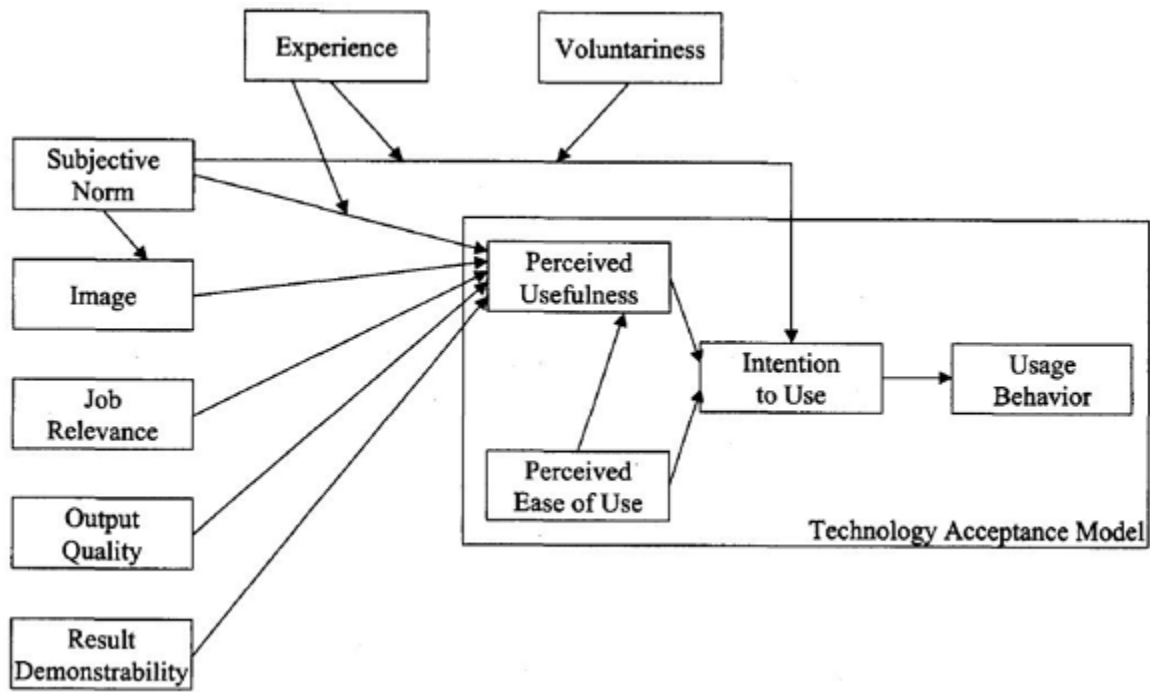 Experience
Voluntariness
Subjective
Norm
Image
Job
Relevance
Output
Quality
Result
Demonstrability
Perceived
Usefulness
Perceived
Ease of Use
Intention
to Use
Usage
Behavior
Technology Acceptance Model